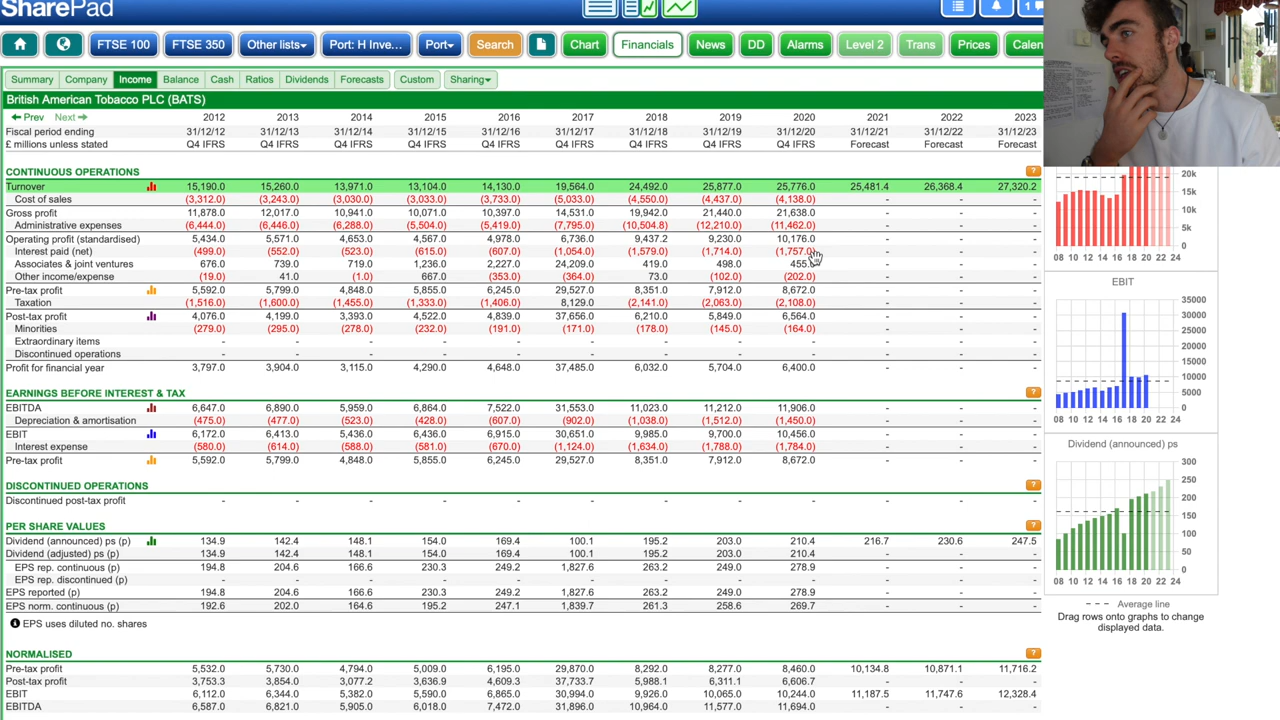 SharePad
1
FTSE 100 FTSE 350 Other lists Port: H Inve... Port Search Chart Financials News DD Alarms Level 2 Trans Prices Calen
Summary Company Income Balance Cash Ratios Dividends Forecasts Custom Sharing
British American Tobacco PLC (BATS)
Prev Next 2012 2013 2014 2015 2016 2017 2018 2019 2020 2021 2022 2023
Fiscal period ending 31/12/12 31/12/13 31/12/14 31/12/15 31/12/16 31/12/17 31/12/18 31/12/19 31/12/20 31/12/21 31/12/22 31/12/23
£ millions unless stated Q4 IFRS Q4 IFRS Q4 IFRS Q4 IFRS Q4 IFRS Q4 IFRS Q4 IFRS Q4 IFRS Q4 IFRS Forecast Forecast Forecast
CONTINUOUS OPERATIONS ?
Turnover 15,190.0 15,260.0 13,971.0 13,104.0 14,130.0 19,564.0 24,492.0 25,877.0 25,776.0 25,481.4 26,368.4 27,320.2
Cost of sales (3,312.0) (3,243.0) (3,030.0) (3,033.0) (3,733.0) (5,033.0) (4,550.0) (4,437.0) (4,138.0) - - -
Gross profit 11,878.0 12,017.0 10,941.0 10,071.0 10,397.0 14,531.0 19,942.0 21,440.0 21,638.0 - - -
Administrative expenses (6,444.0) (6,446.0) (6,288.0) (5,504.0) (5,419.0) (7,795.0) (10,504.8) (12,210.0) (11,462.0) - - -
Operating profit (standardised) 5,434.0 5,571.0 4,653.0 4,567.0 4,978.0 6,736.0 9,437.2 9,230.0 10,176.0 - - -
Interest paid (net) (499.0) (552.0) (523.0) (615.0) (607.0) (1,054.0) (1,579.0) (1,714.0) (1,757.0) - - -
Associates & joint ventures 676.0 739.0 719.0 1,236.0 2,227.0 24,209.0 419.0 498.0 455.0 - - -
Other income/expense (19.0) 41.0 (1.0) 667.0 (353.0) (364.0) 73.0 (102.0) (202.0) - - -
Pre-tax profit 5,592.0 5,799.0 4,848.0 5,855.0 6,245.0 29,527.0 8,351.0 7,912.0 8,672.0 - - -
Taxation (1,516.0) (1,600.0) (1,455.0) (1,333.0) (1,406.0) 8,129.0 (2,141.0) (2,063.0) (2,108.0) - - -
Post-tax profit 4,076.0 4,199.0 3,393.0 4,522.0 4,839.0 37,656.0 6,210.0 5,849.0 6,564.0 - - -
Minorities (279.0) (295.0) (278.0) (232.0) (191.0) (171.0) (178.0) (145.0) (164.0) - - -
Extraordinary items - - - - - - - - - - - -
Discontinued operations - - - - - - - - - - - -
Profit for financial year 3,797.0 3,904.0 3,115.0 4,290.0 4,648.0 37,485.0 6,032.0 5,704.0 6,400.0 - - -
EARNINGS BEFORE INTEREST & TAX ?
EBITDA 6,647.0 6,890.0 5,959.0 6,864.0 7,522.0 31,553.0 11,023.0 11,212.0 11,906.0 - - -
Depreciation & amortisation (475.0) (477.0) (523.0) (428.0) (607.0) (902.0) (1,038.0) (1,512.0) (1,450.0) - - -
EBIT 6,172.0 6,413.0 5,436.0 6,436.0 6,915.0 30,651.0 9,985.0 9,700.0 10,456.0 - - -
Interest expense (580.0) (614.0) (588.0) (581.0) (670.0) (1,124.0) (1,634.0) (1,788.0) (1,784.0) - - -
Pre-tax profit 5,592.0 5,799.0 4,848.0 5,855.0 6,245.0 29,527.0 8,351.0 7,912.0 8,672.0 - - -
DISCONTINUED OPERATIONS ?
Discontinued post-tax profit - - - - - - - - - - - -
PER SHARE VALUES ?
Dividend (announced) ps (p) 134.9 142.4 148.1 154.0 169.4 100.1 195.2 203.0 210.4 216.7 230.6 247.5
Dividend (adjusted) ps (p) 134.9 142.4 148.1 154.0 169.4 100.1 195.2 203.0 210.4 - - -
EPS rep. continuous (p) 194.8 204.6 166.6 230.3 249.2 1,827.6 263.2 249.0 278.9 - - -
EPS rep. discontinued (p) - - - - - - - - - - - -
EPS reported (p) 194.8 204.6 166.6 230.3 249.2 1,827.6 263.2 249.0 278.9 - - -
EPS norm. continuous (p) 192.6 202.0 164.6 195.2 247.1 1,839.7 261.3 258.6 269.7 - - -
EPS uses diluted no. shares
NORMALISED ?
Pre-tax profit 5,532.0 5,730.0 4,794.0 5,009.0 6,195.0 29,870.0 8,292.0 8,277.0 8,460.0 10,134.8 10,871.1 11,716.2
Post-tax profit 3,753.3 3,854.0 3,077.2 3,636.9 4,609.3 37,733.7 5,988.1 6,311.1 6,606.7 - - -
EBIT 6,112.0 6,344.0 5,382.0 5,590.0 6,865.0 30,994.0 9,926.0 10,065.0 10,244.0 11,187.5 11,747.6 12,328.4
EBITDA 6,587.0 6,821.0 5,905.0 6,018.0 7,472.0 31,896.0 10,964.0 11,577.0 11,694.0 - - -
20k
15k
10k
5k
0
08 10 12 14 16 18 20 22 24
EBIT
35000
30000
25000
20000
15000
10000
5000
0
08 10 12 14 16 18 20 22 24
Dividend (announced) ps
300
250
200
150
100
50
0
08 10 12 14 16 18 20 22 24
Average line
Drag rows onto graphs to change
displayed data.